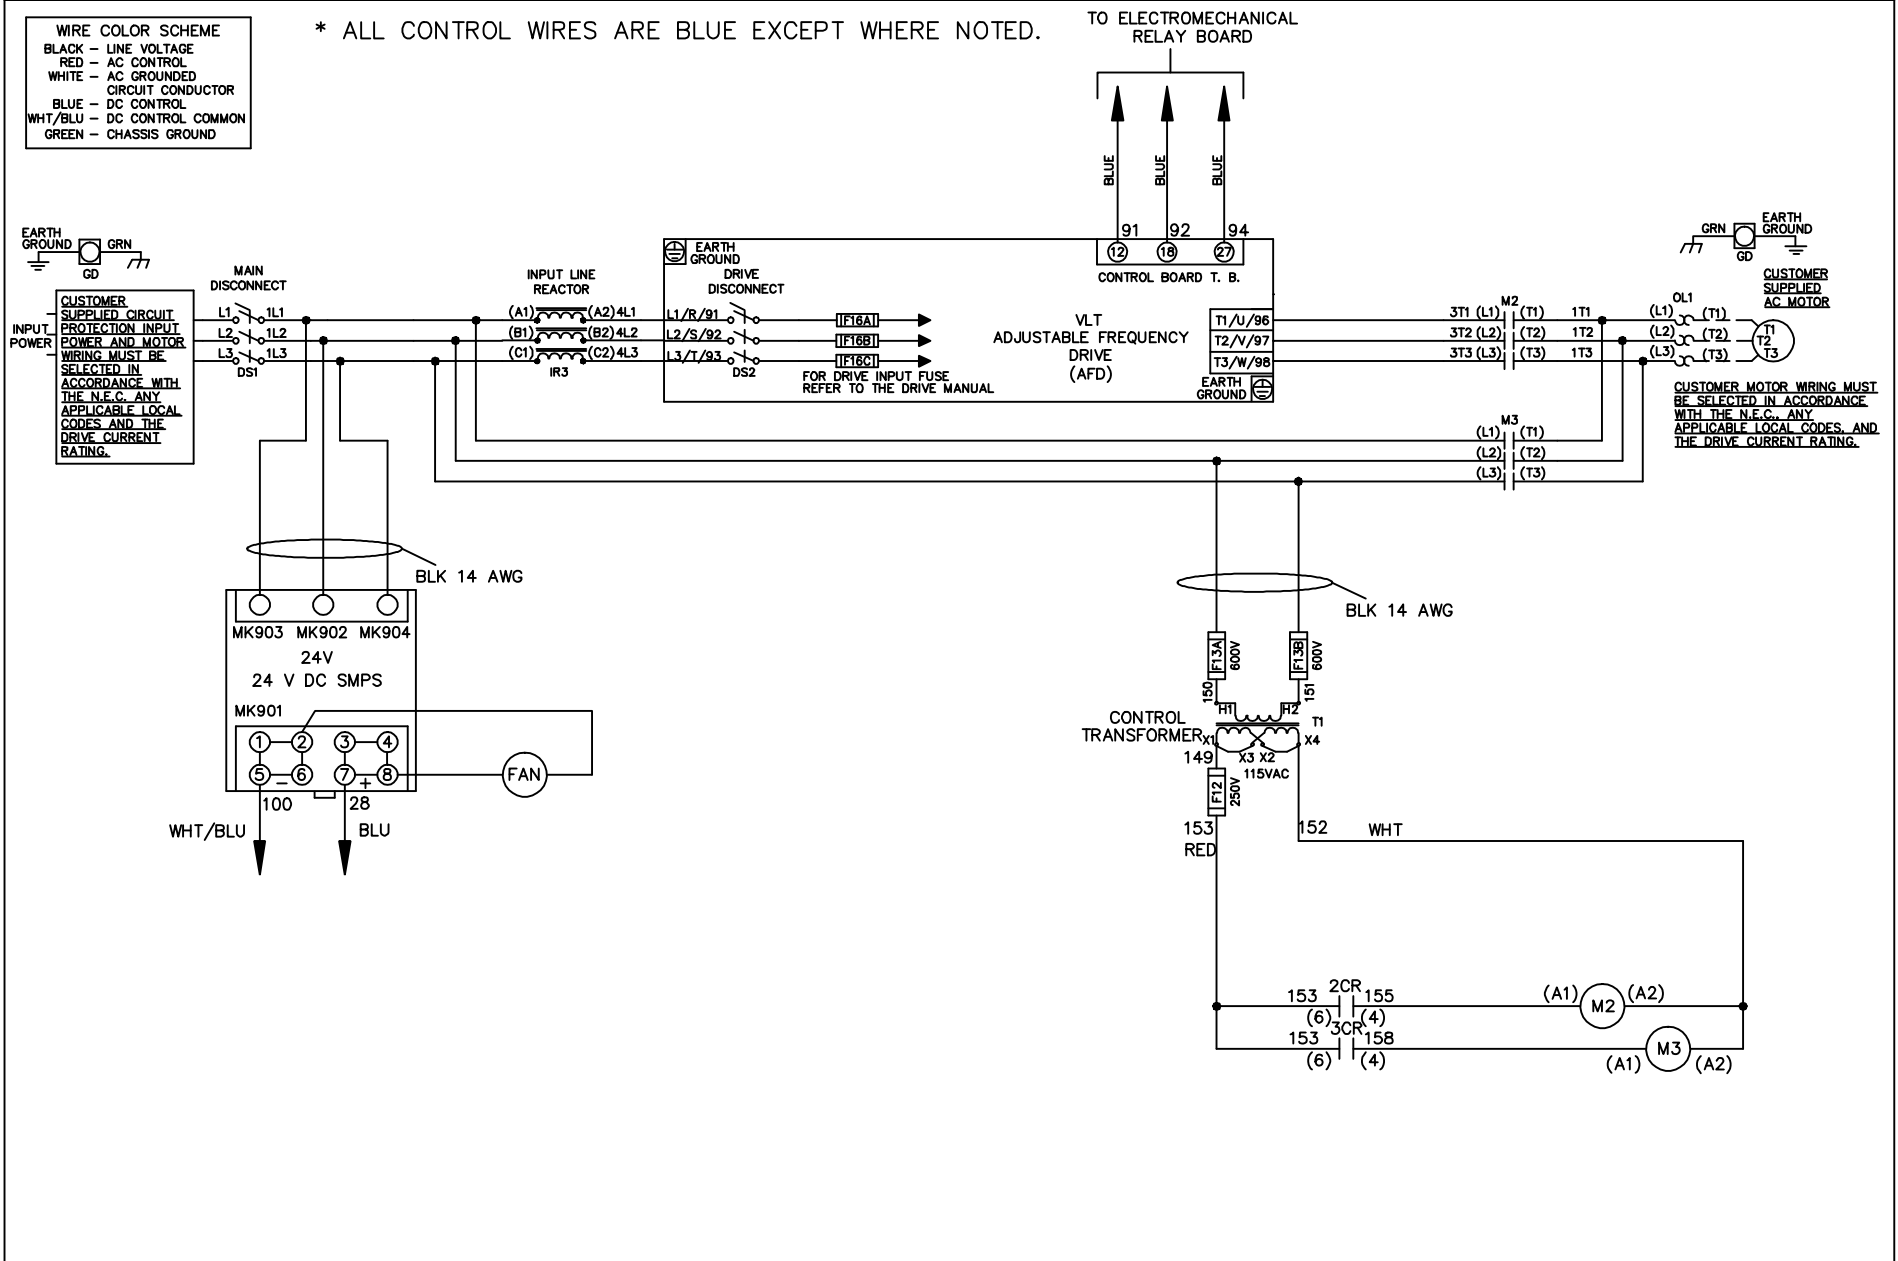 WIRE COLOR SCHEME
BLACK – LINE VOLTAGE
RED – AC CONTROL
WHITE – AC GROUNDED
CIRCUIT CONDUCTOR
BLUE – DC CONTROL
WHT/BLU – DC CONTROL COMMON
GREEN – CHASSIS GROUND
* ALL CONTROL WIRES ARE BLUE EXCEPT WHERE NOTED.
TO ELECTROMECHANICAL
RELAY BOARD
BLUE
BLUE
BLUE
91 92 94
12 18 27
CONTROL BOARD T. B.
EARTH
GROUND
GRN
GD
INPUT
POWER
CUSTOMER
SUPPLIED CIRCUIT
PROTECTION INPUT
POWER AND MOTOR
WIRING MUST BE
SELECTED IN
ACCORDANCE WITH
THE N.E.C. ANY
APPLICABLE LOCAL
CODES AND THE
DRIVE CURRENT
RATING.
MAIN
DISCONNECT
L1 1L1
L2 1L2
L3 1L3
DS1
INPUT LINE
REACTOR
(A1) (A2) 4L1
(B1) (B2) 4L2
(C1) (C2) 4L3
IR3
EARTH
GROUND
DRIVE
DISCONNECT
L1/R/91
L2/S/92
L3/T/93
DS2
F16A
F16B
F16C
FOR DRIVE INPUT FUSE
REFER TO THE DRIVE MANUAL
VLT
ADJUSTABLE FREQUENCY
DRIVE
(AFD)
T1/U/96
T2/V/97
T3/W/98
EARTH
GROUND
M2
3T1 (L1) (T1) 1T1
3T2 (L2) (T2) 1T2
3T3 (L3) (T3) 1T3
OL1
(L1) (T1)
(L2) (T2)
(L3) (T3)
T1
T2
T3
GRN
GD
EARTH
GROUND
CUSTOMER
SUPPLIED
AC MOTOR
CUSTOMER MOTOR WIRING MUST
BE SELECTED IN ACCORDANCE
WITH THE N.E.C., ANY
APPLICABLE LOCAL CODES, AND
THE DRIVE CURRENT RATING.
M3
(L1) (T1)
(L2) (T2)
(L3) (T3)
BLK 14 AWG
MK903 MK902 MK904
24V
24 V DC SMPS
MK901
1 2 3 4
5 – 6 7 + 8
FAN
100 28
WHT/BLU BLU
BLK 14 AWG
F13A 600V
F13B 600V
150 151
H1 H2
T1
CONTROL
TRANSFORMER
X1 X3 X2 X4
115VAC
149
F12 250V
153
RED
152 WHT
2CR
153 155
(6) (4)
(A1) M2 (A2)
3CR
153 158
(6) (4)
(A1) M3 (A2)